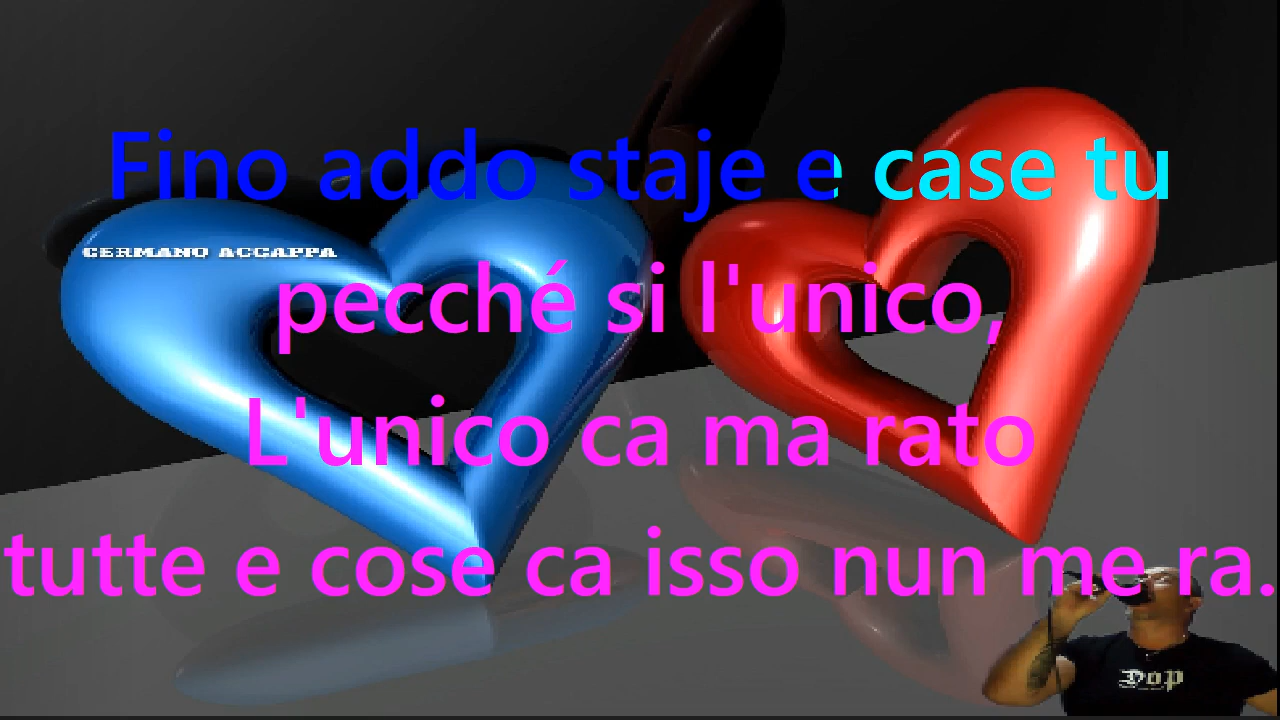 Fino addo staje e case tu
GERMANO ACCAPPA
pecché si l'unico,
L'unico ca ma rato
tutte e cose ca isso nun me ra.
DOP